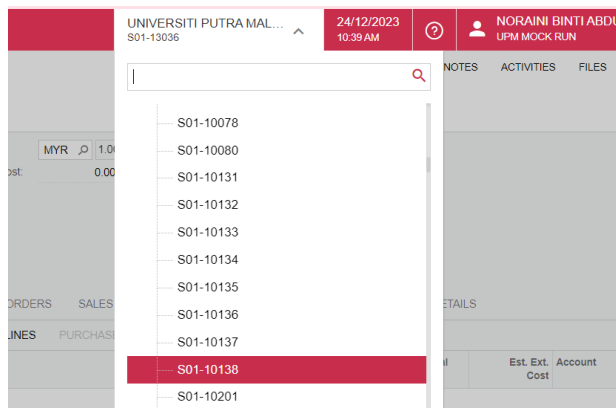 UNIVERSITI PUTRA MAL...
S01-13036
24/12/2023
10:39 AM
NORAINI BINTI ABDU
UPM MOCK RUN
NOTES ACTIVITIES FILES
MYR 1.00
ost: 0.00
S01-10078
S01-10080
S01-10131
S01-10132
S01-10133
S01-10134
S01-10135
S01-10136
S01-10137
S01-10138
S01-10201
ORDERS SALES ETAILS
LINES PURCHAS
Est. Ext. Cost
Account